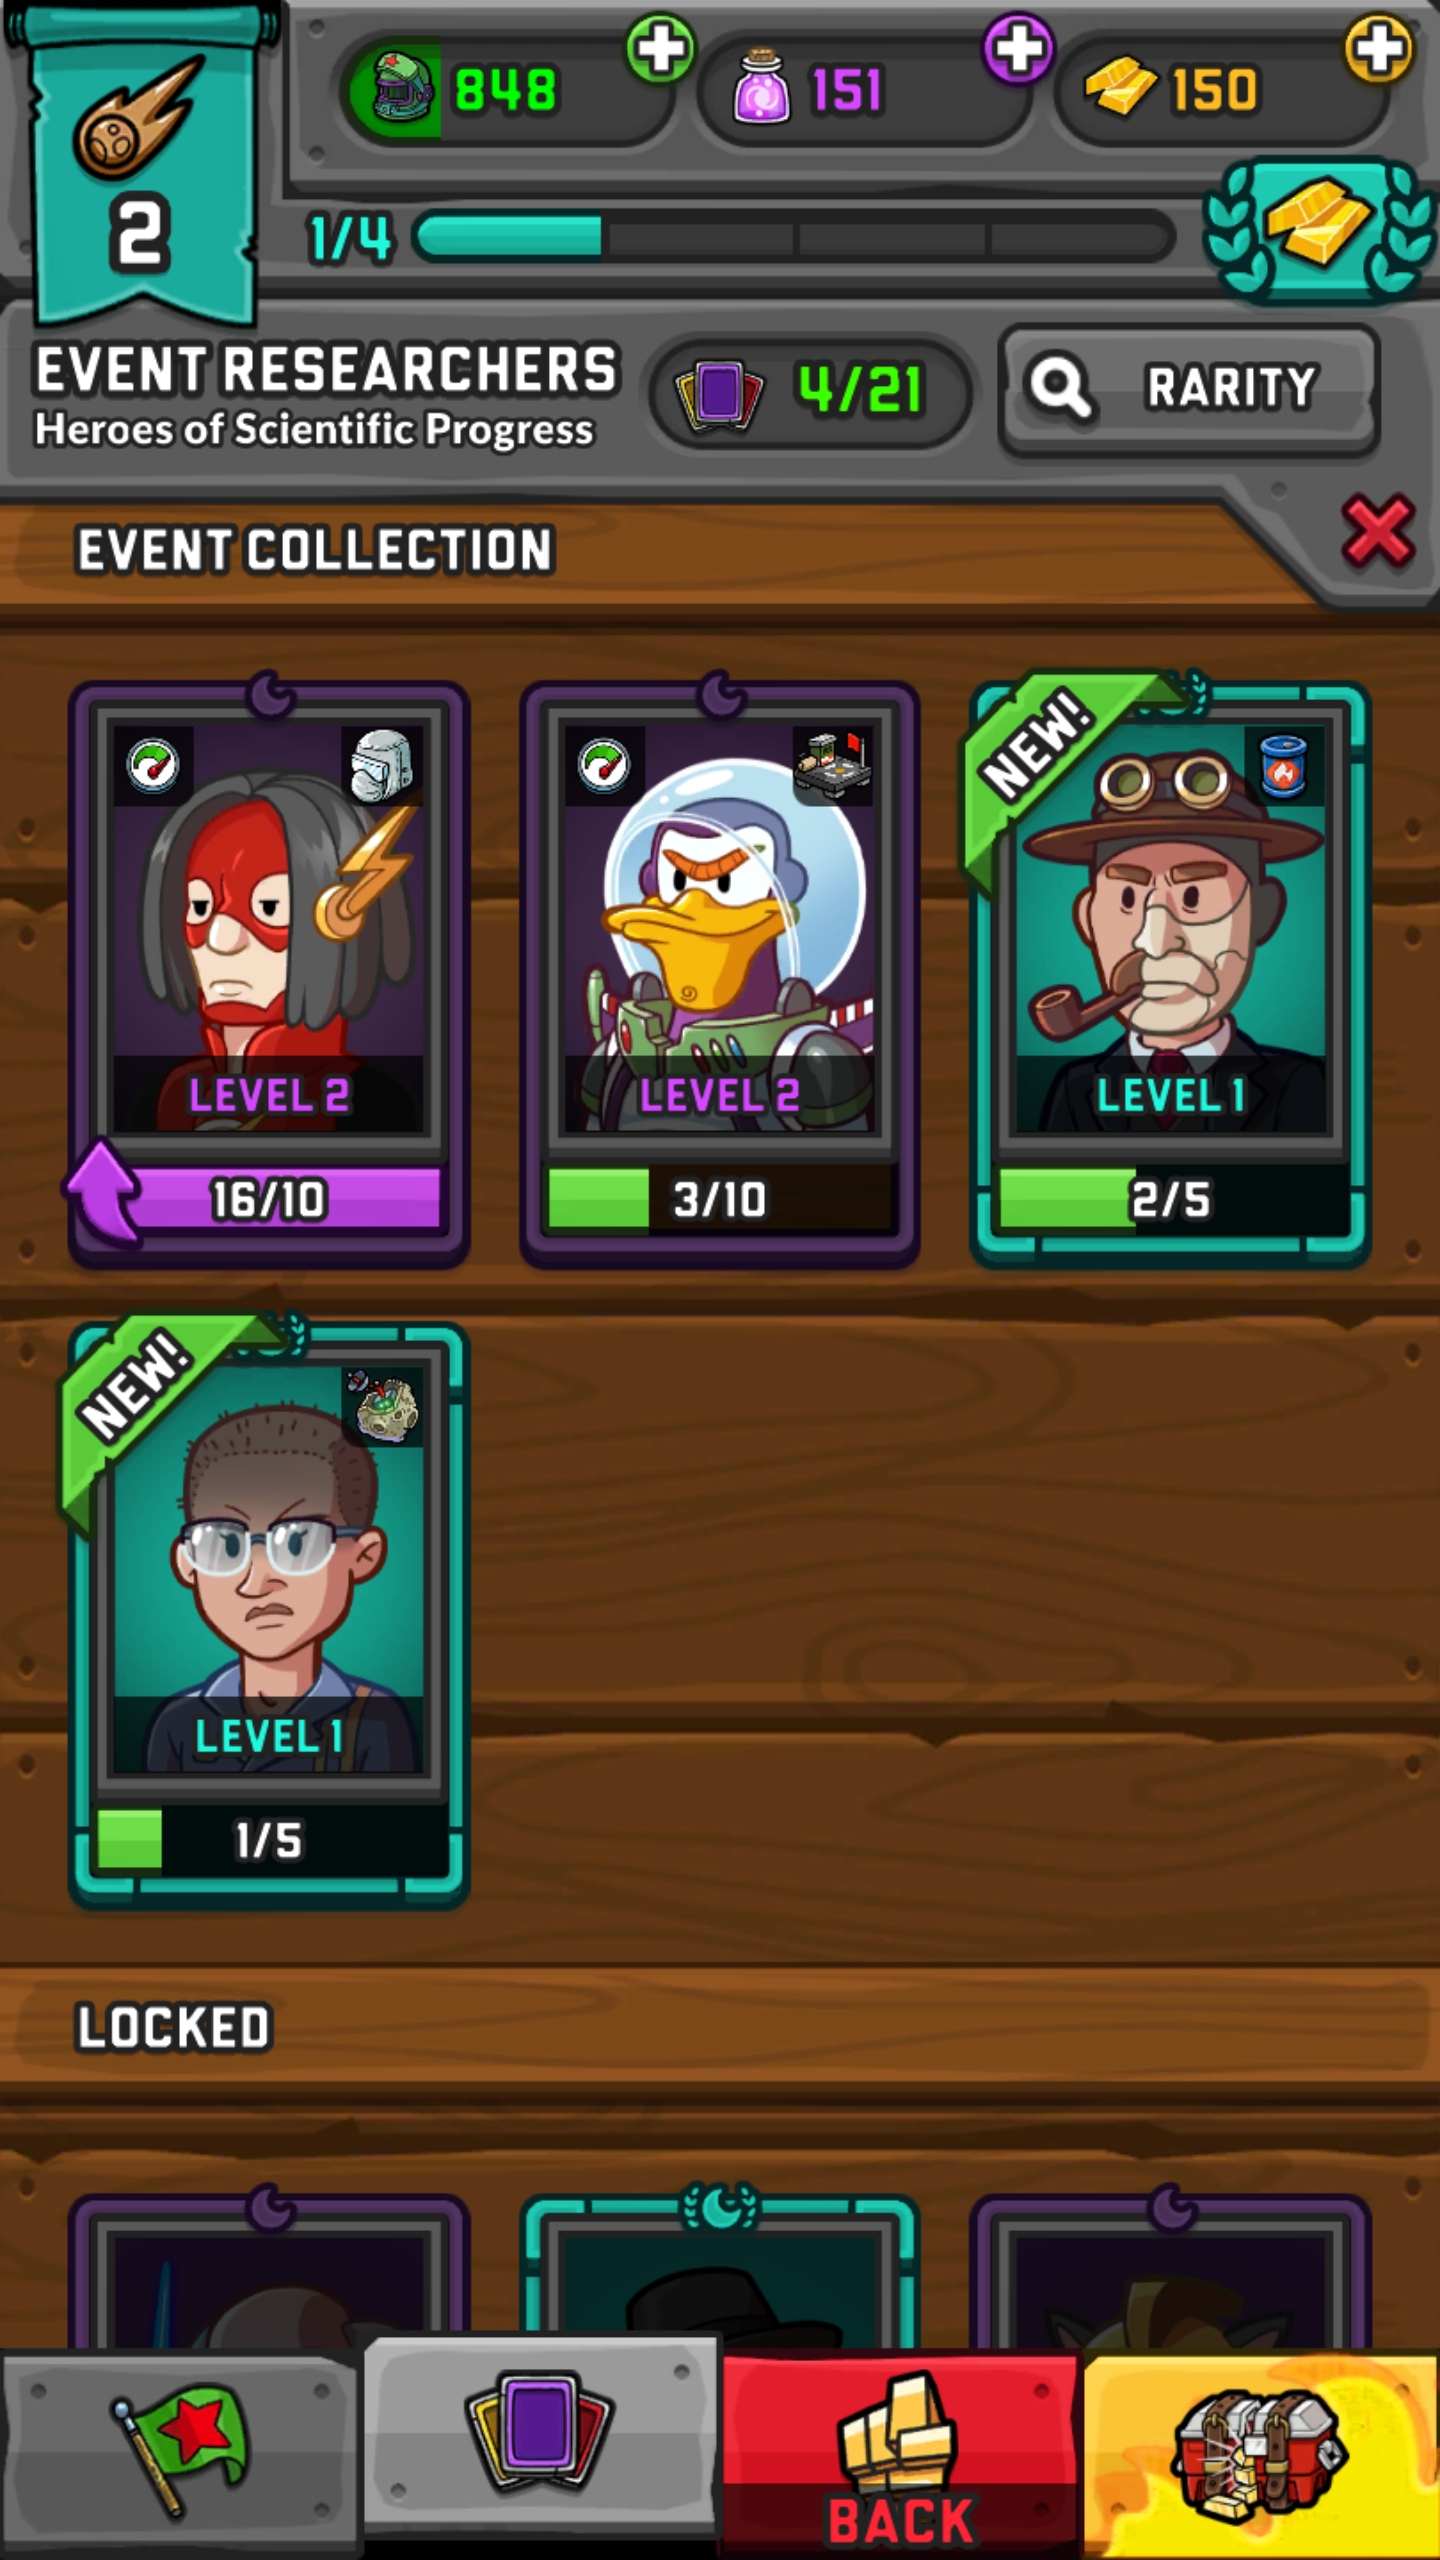 848
151
150
2
1/4
EVENT RESEARCHERS
Heroes of Scientific Progress
4/21
RARITY
EVENT COLLECTION
LEVEL 2
16/10
LEVEL 2
3/10
NEW!
LEVEL 1
2/5
NEW!
LEVEL 1
1/5
LOCKED
BACK